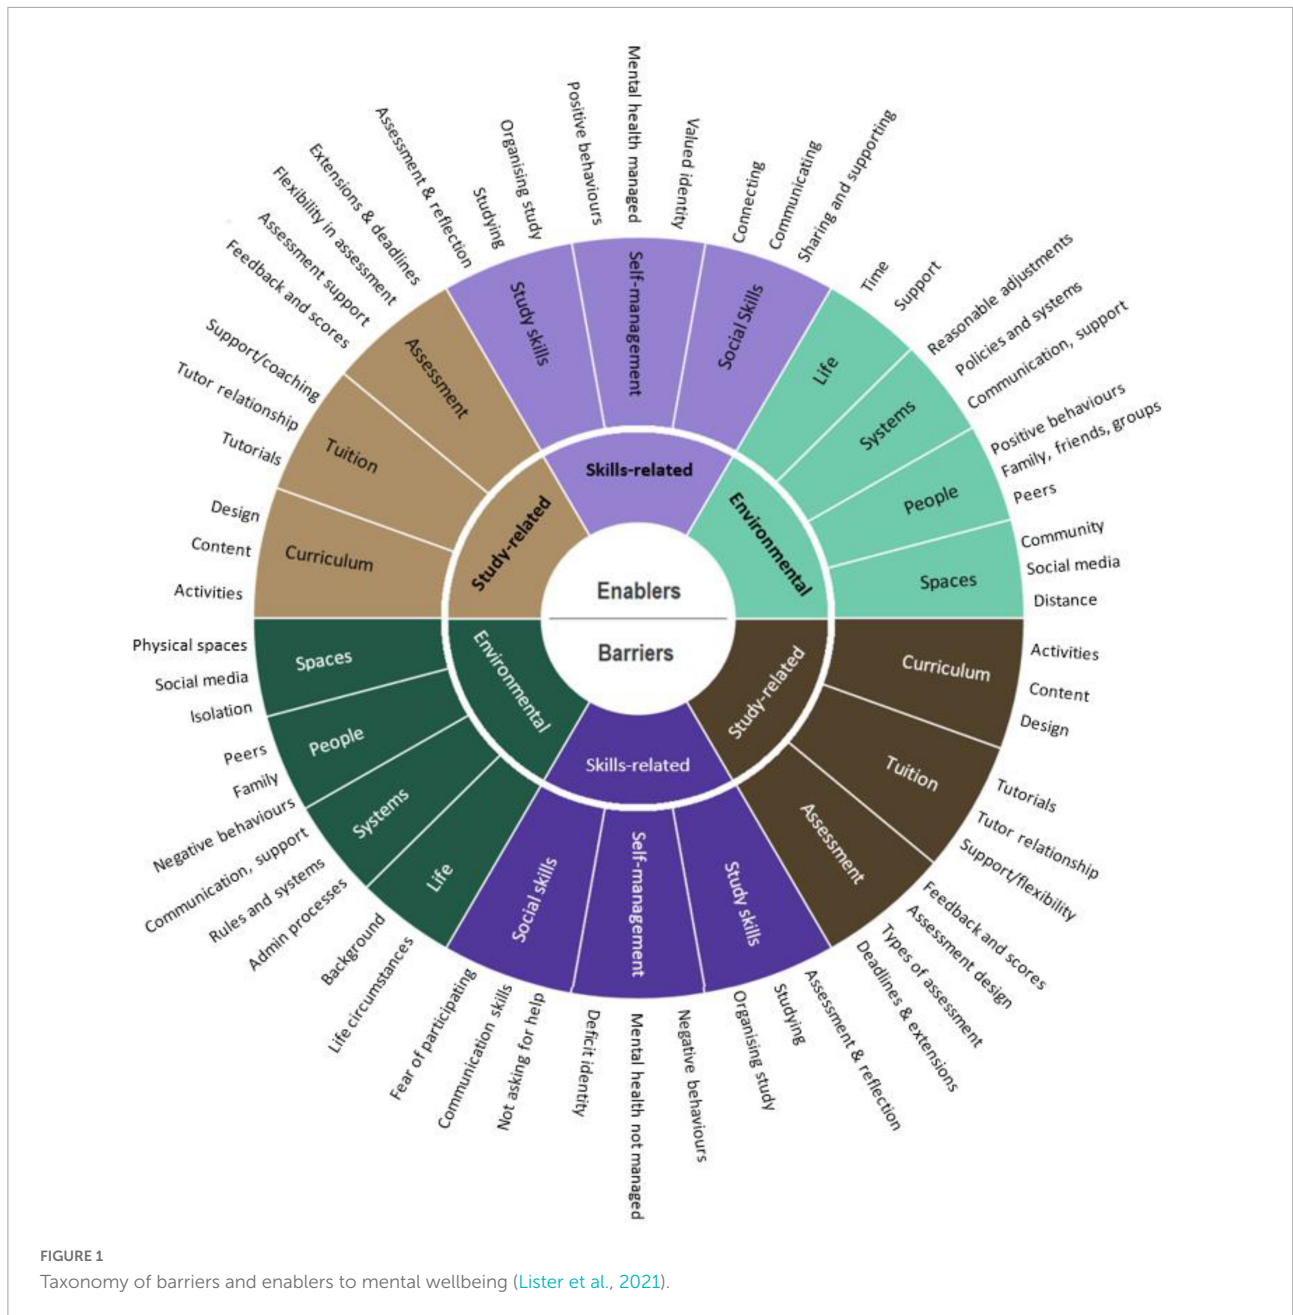 Mental health managed
Positive behaviours
Valued identity
Organising study
Studying
Assessment & reflection
Connecting
Communicating
Sharing and supporting
Extensions & deadlines
Flexibility in assessment
Assessment support
Feedback and scores
Support/coaching
Tutor relationship
Tutorials
Design
Content
Activities
Time
Support
Reasonable adjustments
Policies and systems
Communication, support
Positive behaviours
Family, friends, groups
Peers
Community
Social media
Distance
Study skills
Self-management
Social Skills
Assessment
Tuition
Curriculum
Life
Systems
People
Spaces
Skills-related
Study-related
Environmental
Enablers
Barriers
Environmental
Skills-related
Study-related
Spaces
People
Systems
Life
Social skills
Self-management
Study skills
Assessment
Tuition
Curriculum
Physical spaces
Social media
Isolation
Peers
Family
Negative behaviours
Communication, support
Rules and systems
Admin processes
Background
Life circumstances
Fear of participating
Communication skills
Not asking for help
Deficit identity
Mental health not managed
Negative behaviours
Organising study
Studying
Assessment & reflection
Deadlines & extensions
Types of assessment
Assessment design
Feedback and scores
Support/flexibility
Tutor relationship
Tutorials
Design
Content
Activities
FIGURE 1
Taxonomy of barriers and enablers to mental wellbeing (Lister et al., 2021).